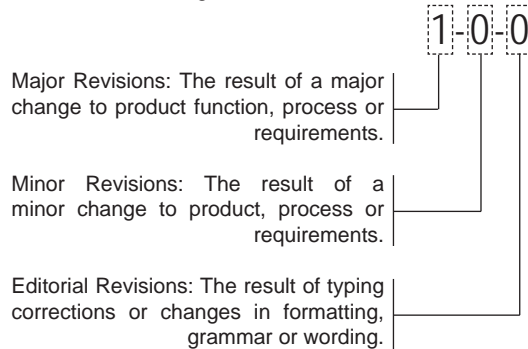 1-0-0
Major Revisions: The result of a major
change to product function, process or
requirements.
Minor Revisions: The result of a
minor change to product, process or
requirements.
Editorial Revisions: The result of typing
corrections or changes in formatting,
grammar or wording.